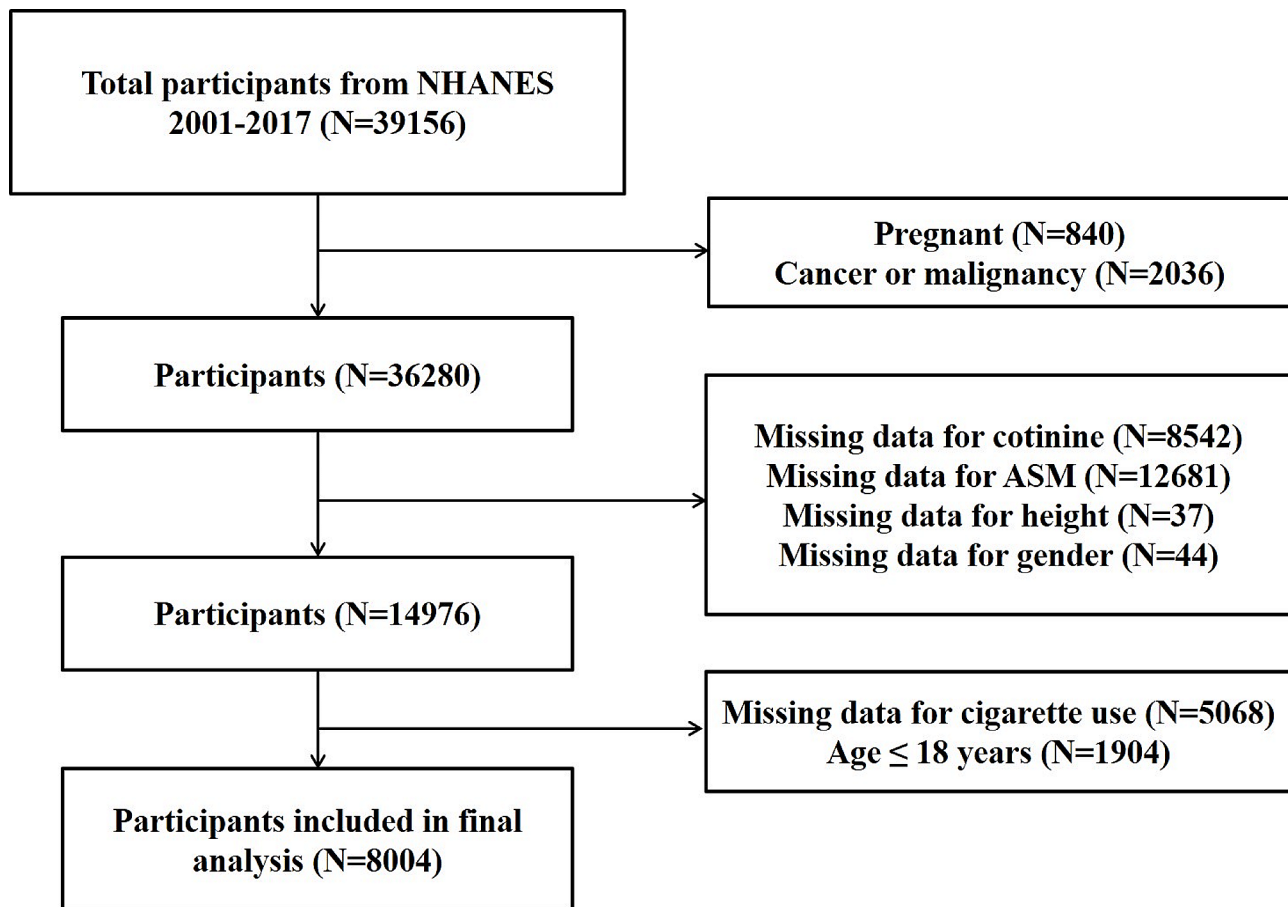 Total participants from NHANES
2001-2017 (N=39156)
Pregnant (N=840)
Cancer or malignancy (N=2036)
Participants (N=36280)
Missing data for cotinine (N=8542)
Missing data for ASM (N=12681)
Missing data for height (N=37)
Missing data for gender (N=44)
Participants (N=14976)
Missing data for cigarette use (N=5068)
Age ≤ 18 years (N=1904)
Participants included in final
analysis (N=8004)